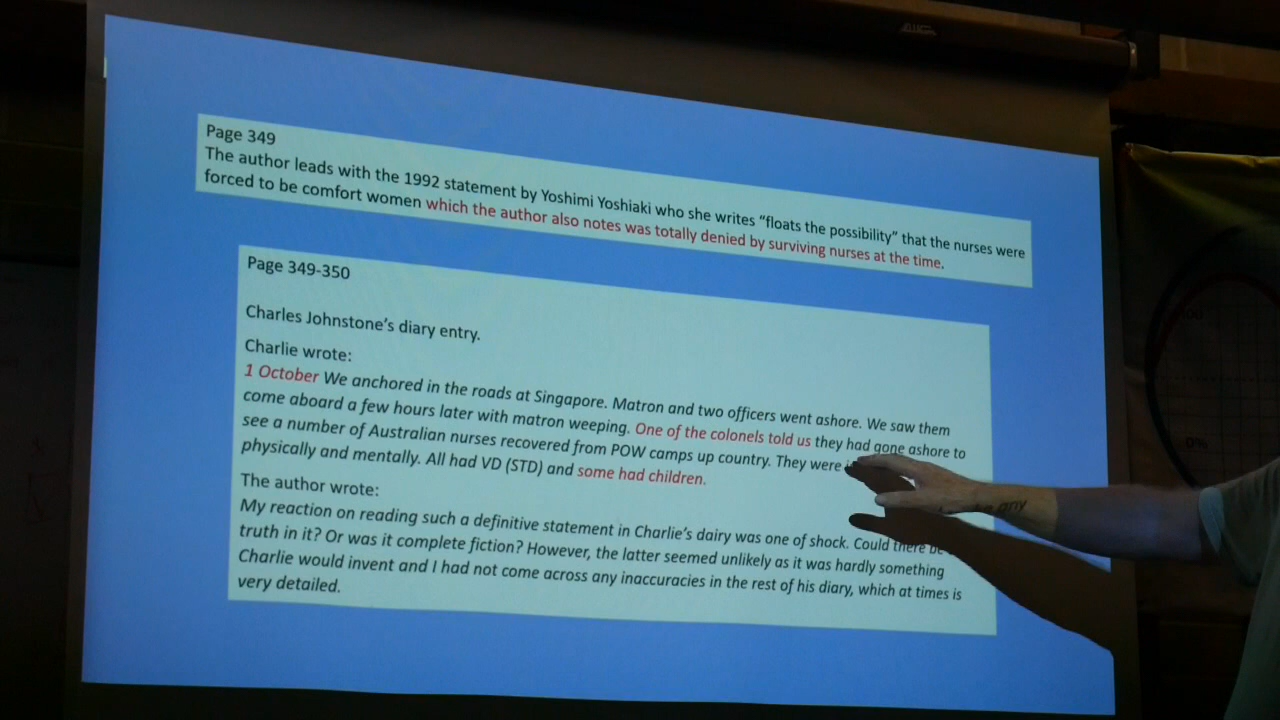 Page 349
The author leads with the 1992 statement by Yoshimi Yoshiaki who she writes “floats the possibility” that the nurses were
forced to be comfort women which the author also notes was totally denied by surviving nurses at the time.
Page 349-350
Charles Johnstone’s diary entry.
Charlie wrote:
1 October We anchored in the roads at Singapore. Matron and two officers went ashore. We saw them
come aboard a few hours later with matron weeping. One of the colonels told us they had gone ashore to
see a number of Australian nurses recovered from POW camps up country. They were
physically and mentally. All had VD (STD) and some had children.
The author wrote:
My reaction on reading such a definitive statement in Charlie’s dairy was one of shock. Could there be any
truth in it? Or was it complete fiction? However, the latter seemed unlikely as it was hardly something
Charlie would invent and I had not come across any inaccuracies in the rest of his diary, which at times is
very detailed.